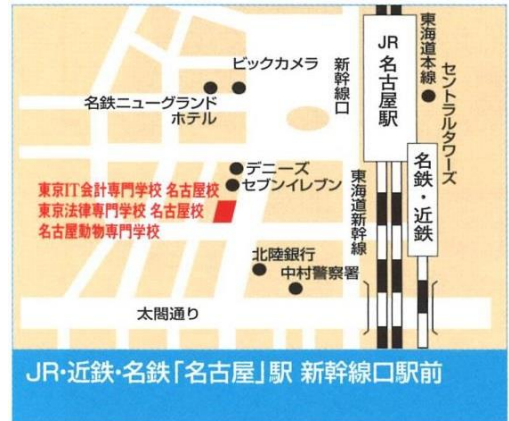 ビックカメラ
名鉄ニューグランド
ホテル
新幹線口
JR名古屋駅
東海道本線
セントラルタワーズ
名鉄・近鉄
東海道新幹線
デニーズ
セブンイレブン
東京IT会計専門学校 名古屋校
東京法律専門学校 名古屋校
名古屋動物専門学校
北陸銀行
中村警察署
太閤通り
JR・近鉄・名鉄「名古屋」駅 新幹線口駅前